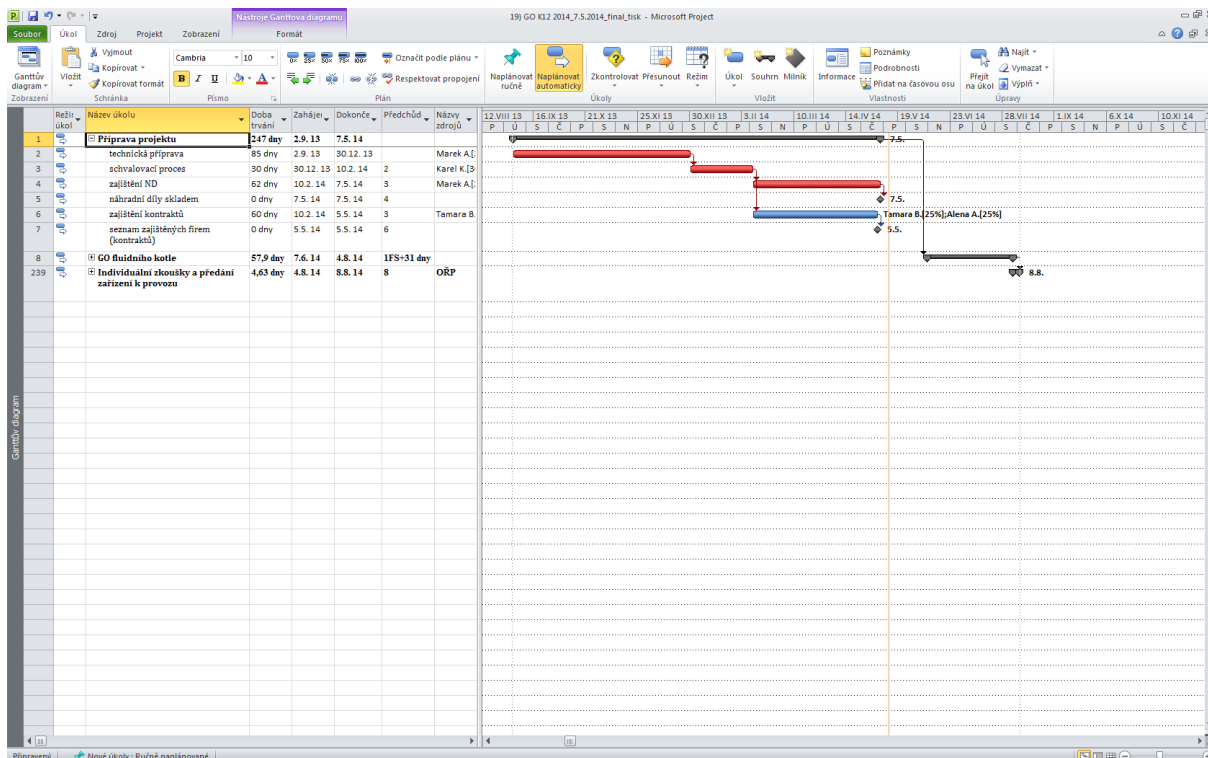 Nástroje Ganttova diagramu
19) GO K12 2014_7.5.2014_final_tisk - Microsoft Project
Soubor Úkol Zdroj Projekt Zobrazení Formát
Ganttův diagram
Zobrazení
Vložit
Vyjmout
Kopírovat
Kopírovat formát
Schránka
Cambria 10
B I U
Písmo
0% 25% 50% 75% 100%
Označit podle plánu
Respektovat propojení
Plán
Naplánovat ručně
Naplánovat automaticky
Zkontrolovat Přesunout Režim
Úkoly
Úkol Souhrn Milník
Vložit
Informace
Poznámky
Podrobnosti
Přidat na časovou osu
Vlastnosti
Přejít na úkol
Najít
Vymazat
Výplň
Úpravy
Název úkolu Doba trvání Zahájen Dokonče Předchůd Názvy zdrojů
12.VIII 13 16.IX 13 21.X 13 25.XI 13 30.XII 13 3.II 14 10.III 14 14.IV 14 19.V 14 23.VI 14 28.VII 14 1.IX 14 6.X 14 10.XI 14
P Ú S Č P S N P Ú S Č P S N P Ú S Č P S N P Ú S Č P S N
1 Příprava projektu 247 dny 2.9. 13 7.5. 14 7.5.
2 technická příprava 85 dny 2.9. 13 30.12. 13 Marek A.[
3 schvalovací proces 30 dny 30.12. 13 10.2. 14 2 Karel K.[3
4 zajištění ND 62 dny 10.2. 14 7.5. 14 3 Marek A.[
5 náhradní díly skladem 0 dny 7.5. 14 7.5. 14 4 7.5.
6 zajištění kontraktů 60 dny 10.2. 14 5.5. 14 3 Tamara B. Tamara B.[25%];Alena A.[25%]
7 seznam zajištěných firem (kontraktů) 0 dny 5.5. 14 5.5. 14 6 5.5.
8 GO fluidního kotle 57,9 dny 7.6. 14 4.8. 14 1FS+31 dny
239 Individuální zkoušky a předání zařízení k provozu 4,63 dny 4.8. 14 8.8. 14 8 OŘP 8.8.
Ganttův diagram
Připravený Nové úkoly : Ručně naplánované